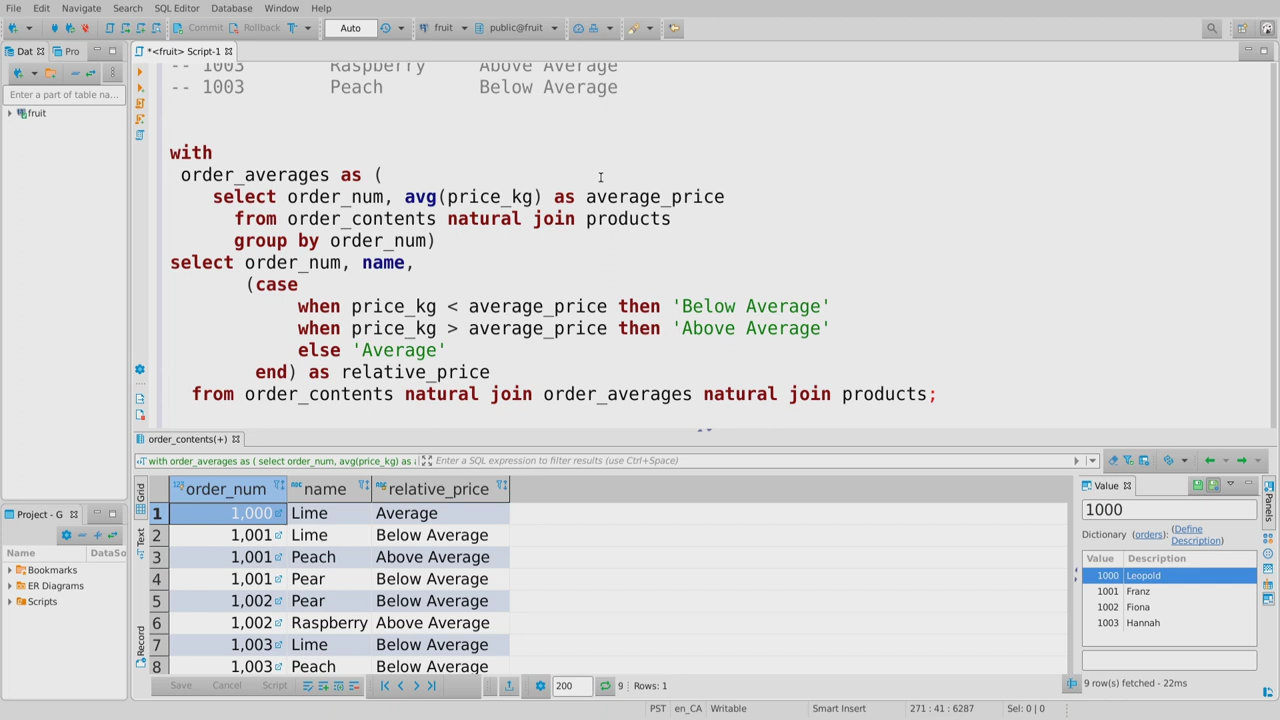 File Edit Navigate Search SQL Editor Database Window Help
Commit Rollback Auto fruit public@fruit
Dat Pro *<fruit> Script-1
Enter a part of table na...
fruit
-- 1003 Raspberry Above Average
-- 1003 Peach Below Average
with
order_averages as (
select order_num, avg(price_kg) as average_price
from order_contents natural join products
group by order_num)
select order_num, name,
(case
when price_kg < average_price then 'Below Average'
when price_kg > average_price then 'Above Average'
else 'Average'
end) as relative_price
from order_contents natural join order_averages natural join products;
order_contents(+)
with order_averages as ( select order_num, avg(price_kg) as Enter a SQL expression to filter results (use Ctrl+Space)
Grid
Text
Record
order_num name relative_price
1 1,000 Lime Average
2 1,001 Lime Below Average
3 1,001 Peach Above Average
4 1,001 Pear Below Average
5 1,002 Pear Below Average
6 1,002 Raspberry Above Average
7 1,003 Lime Below Average
8 1,003 Peach Below Average
Value
Panels
1000
Dictionary (orders): (Define
Description)
Value Description
1000 Leopold
1001 Franz
1002 Fiona
1003 Hannah
Project - G
Name DataSo
Bookmarks
ER Diagrams
Scripts
Save Cancel Script 200 9 Rows: 1 9 row(s) fetched - 22ms
PST en_CA Writable Smart Insert 271 : 41 : 6287 Sel: 0 | 0